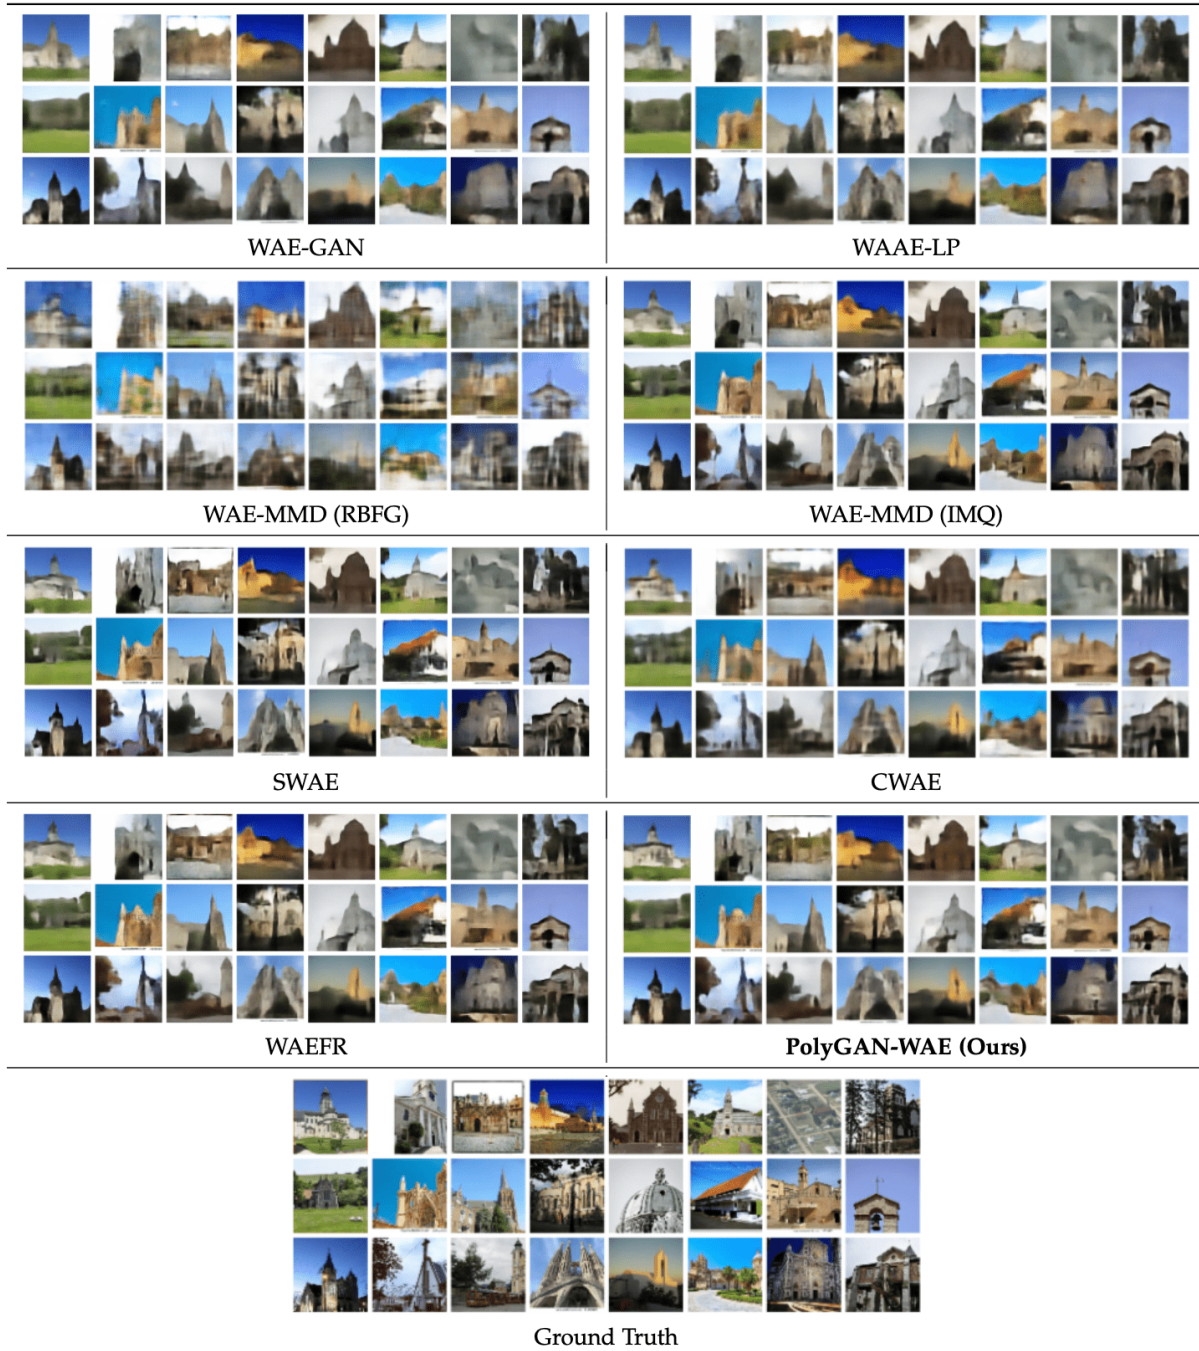 WAE-GAN
WAAE-LP
WAE-MMD (RBFG)
WAE-MMD (IMQ)
SWAE
CWAE
WAEFR
PolyGAN-WAE (Ours)
Ground Truth